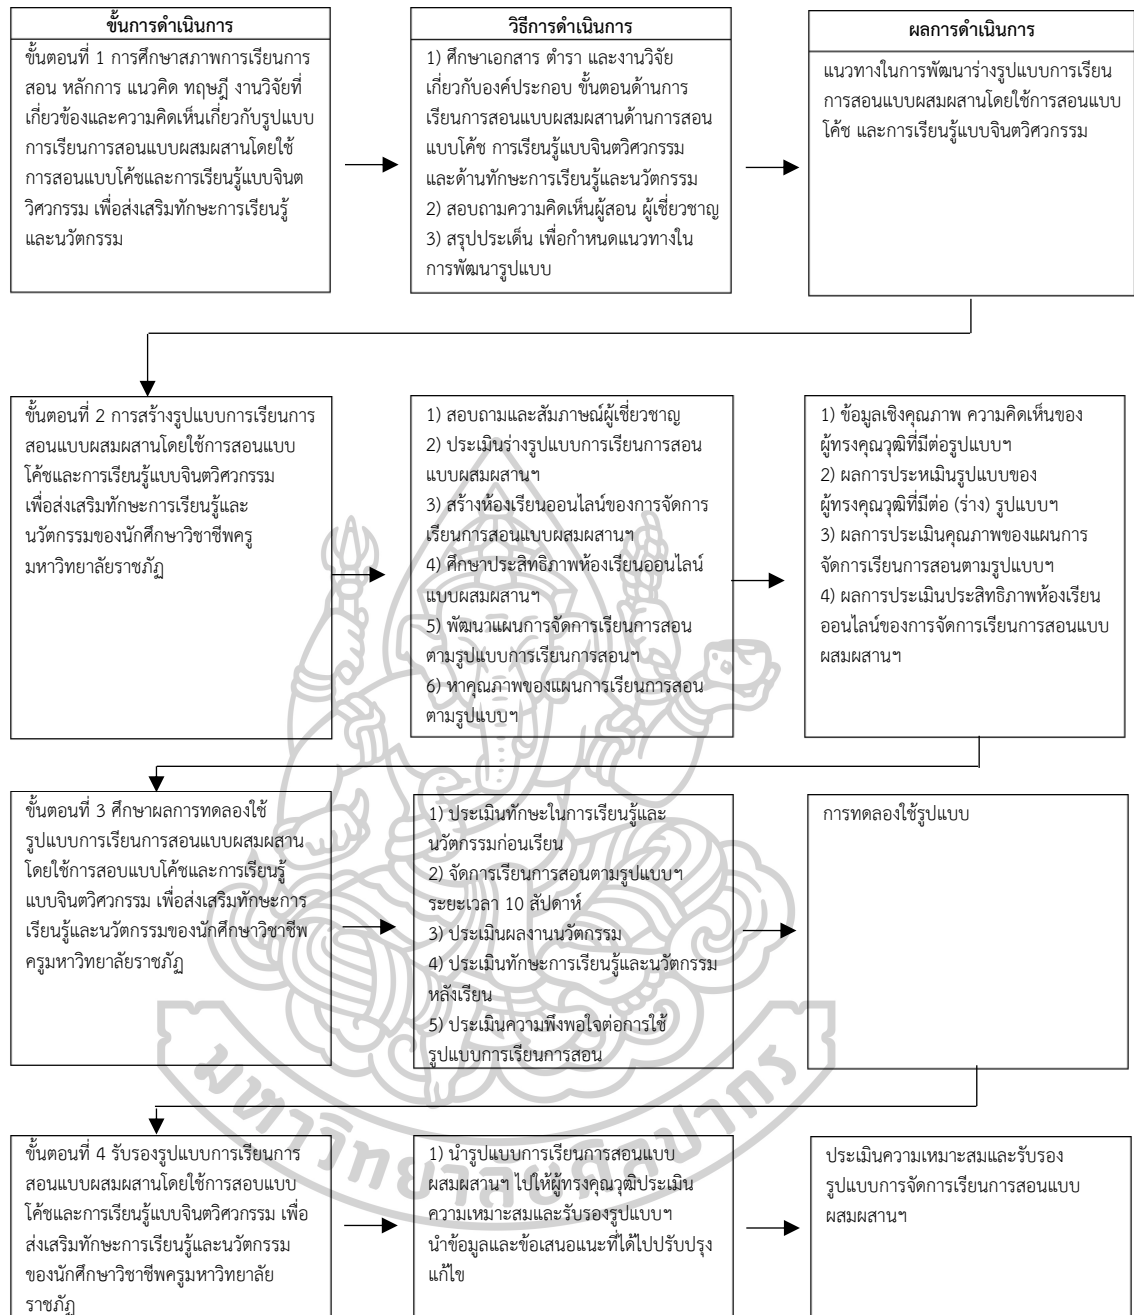 ขั้นการดำเนินการ
ขั้นตอนที่ 1 การศึกษาสภาพการเรียนการ
สอน หลักการ แนวคิด ทฤษฎี งานวิจัยที่
เกี่ยวข้องและความคิดเห็นเกี่ยวกับรูปแบบ
การเรียนการสอนแบบผสมผสานโดยใช้
การสอนแบบโค้ชและการเรียนรู้แบบจินต
วิศวกรรม เพื่อส่งเสริมทักษะการเรียนรู้
และนวัตกรรม
วิธีการดำเนินการ
1) ศึกษาเอกสาร ตำรา และงานวิจัย
เกี่ยวกับองค์ประกอบ ขั้นตอนด้านการ
เรียนการสอนแบบผสมผสานด้านการสอน
แบบโค้ช การเรียนรู้แบบจินตวิศวกรรม
และด้านทักษะการเรียนรู้และนวัตกรรม
2) สอบถามความคิดเห็นผู้สอน ผู้เชี่ยวชาญ
3) สรุปประเด็น เพื่อกำหนดแนวทางใน
การพัฒนารูปแบบ
ผลการดำเนินการ
แนวทางในการพัฒนาร่างรูปแบบการเรียน
การสอนแบบผสมผสานโดยใช้การสอนแบบ
โค้ช และการเรียนรู้แบบจินตวิศวกรรม
ขั้นตอนที่ 2 การสร้างรูปแบบการเรียนการ
สอนแบบผสมผสานโดยใช้การสอนแบบ
โค้ชและการเรียนรู้แบบจินตวิศวกรรม
เพื่อส่งเสริมทักษะการเรียนรู้และ
นวัตกรรมของนักศึกษาวิชาชีพครู
มหาวิทยาลัยราชภัฏ
1) สอบถามและสัมภาษณ์ผู้เชี่ยวชาญ
2) ประเมินร่างรูปแบบการเรียนการสอน
แบบผสมผสานฯ
3) สร้างห้องเรียนออนไลน์ของการจัดการ
เรียนการสอนแบบผสมผสานฯ
4) ศึกษาประสิทธิภาพห้องเรียนออนไลน์
แบบผสมผสานฯ
5) พัฒนาแผนการจัดการเรียนการสอน
ตามรูปแบบการเรียนการสอนฯ
6) หาคุณภาพของแผนการเรียนการสอน
ตามรูปแบบฯ
1) ข้อมูลเชิงคุณภาพ ความคิดเห็นของ
ผู้ทรงคุณวุฒิที่มีต่อรูปแบบฯ
2) ผลการประหเมินรูปแบบของ
ผู้ทรงคุณวุฒิที่มีต่อ (ร่าง) รูปแบบฯ
3) ผลการประเมินคุณภาพของแผนการ
จัดการเรียนการสอนตามรูปแบบฯ
4) ผลการประเมินประสิทธิภาพห้องเรียน
ออนไลน์ของการจัดการเรียนการสอนแบบ
ผสมผสานฯ
ขั้นตอนที่ 3 ศึกษาผลการทดลองใช้
รูปแบบการเรียนการสอนแบบผสมผสาน
โดยใช้การสอบแบบโค้ชและการเรียนรู้
แบบจินตวิศวกรรม เพื่อส่งเสริมทักษะการ
เรียนรู้และนวัตกรรมของนักศึกษาวิชาชีพ
ครูมหาวิทยาลัยราชภัฏ
1) ประเมินทักษะในการเรียนรู้และ
นวัตกรรมก่อนเรียน
2) จัดการเรียนการสอนตามรูปแบบฯ
ระยะเวลา 10 สัปดาห์
3) ประเมินผลงานนวัตกรรม
4) ประเมินทักษะการเรียนรู้และนวัตกรรม
หลังเรียน
5) ประเมินความพึงพอใจต่อการใช้
รูปแบบการเรียนการสอน
การทดลองใช้รูปแบบ
ขั้นตอนที่ 4 รับรองรูปแบบการเรียนการ
สอนแบบผสมผสานโดยใช้การสอบแบบ
โค้ชและการเรียนรู้แบบจินตวิศวกรรม เพื่อ
ส่งเสริมทักษะการเรียนรู้และนวัตกรรม
ของนักศึกษาวิชาชีพครูมหาวิทยาลัย
ราชภัฏ
1) นำรูปแบบการเรียนการสอนแบบ
ผสมผสานฯ ไปให้ผู้ทรงคุณวุฒิประเมิน
ความเหมาะสมและรับรองรูปแบบฯ
นำข้อมูลและข้อเสนอแนะที่ได้ไปปรับปรุง
แก้ไข
ประเมินความเหมาะสมและรับรอง
รูปแบบการจัดการเรียนการสอนแบบ
ผสมผสานฯ
มหาวิทยาลัยศิลปากร